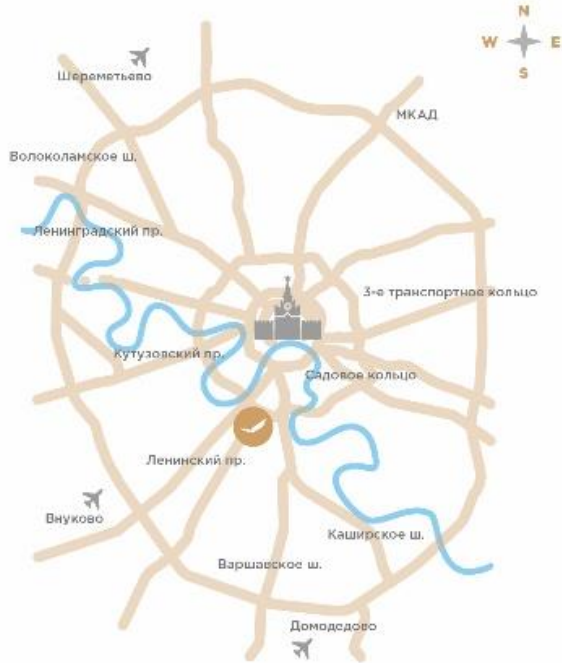 N
W E
S
Шереметьево
МКАД
Волоколамское ш.
Ленинградский пр.
3-е транспортное кольцо
Кутузовский пр.
Садовое кольцо
Ленинский пр.
Внуково
Каширское ш.
Варшавское ш.
Домодедово